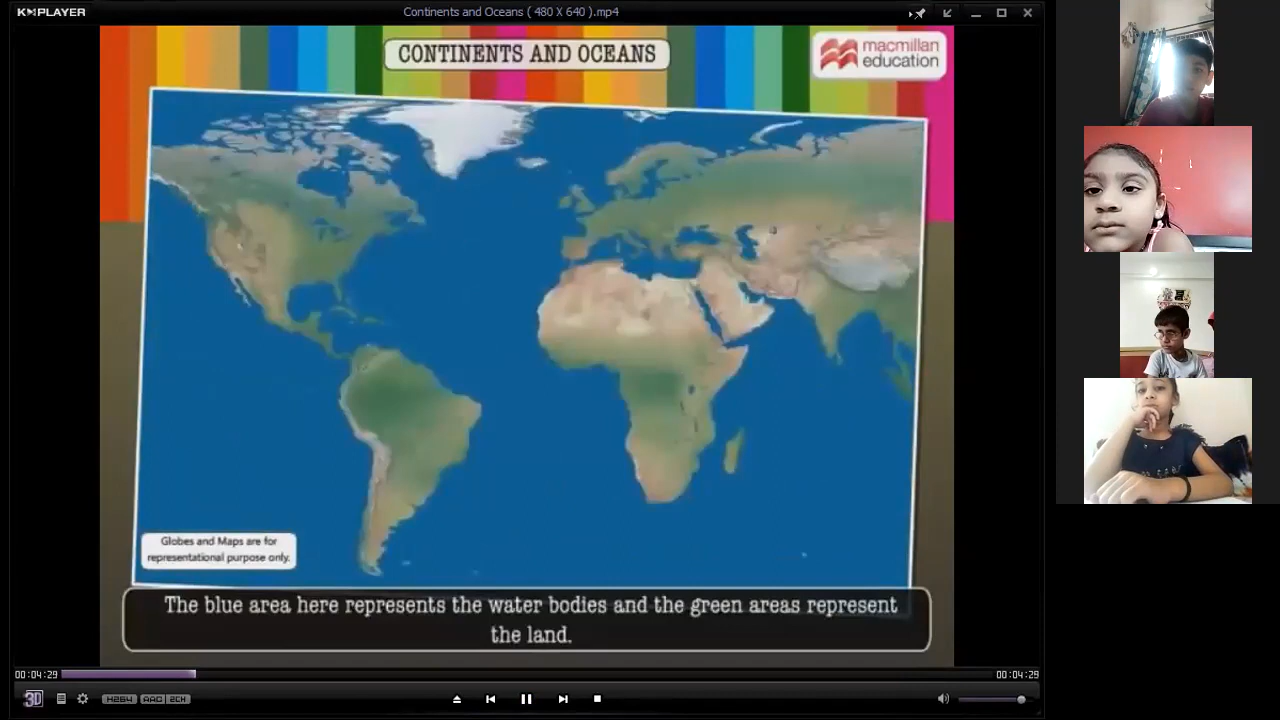 KMPLAYER
Continents and Oceans ( 480 X 640 ).mp4
CONTINENTS AND OCEANS
macmillan
education
Globes and Maps are for
representational purpose only.
The blue area here represents the water bodies and the green areas represent
the land.
00:04:29
00:04:29
3D
H264
AAC
2CH